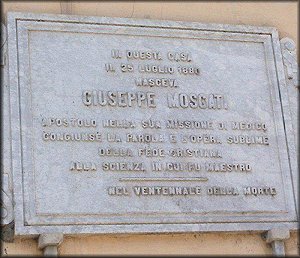 IN QUESTA CASA
IL 25 LUGLIO 1880
NASCEVA
GIUSEPPE MOSCATI
APOSTOLO NELLA SUA MISSIONE DI MEDICO
CONGIUNSE LA PAROLA E L'OPERA SUBLIME
DELLA FEDE CRISTIANA
ALLA SCIENZA IN CUI FU MAESTRO
NEL VENTENNALE DELLA MORTE